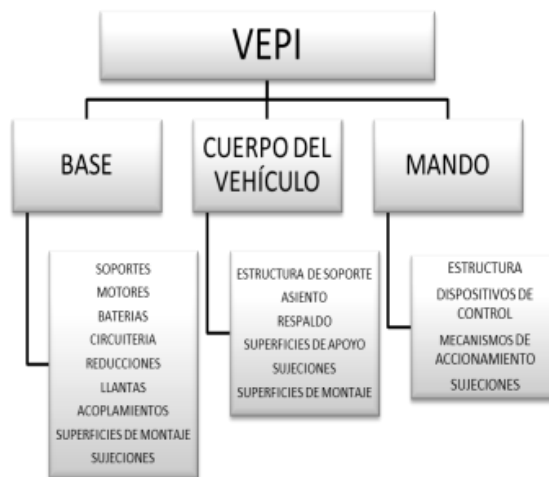 VEPI
BASE
CUERPO DEL
VEHÍCULO
MANDO
SOPORTES
MOTORES
BATERIAS
CIRCUITERIA
REDUCCIONES
LLANTAS
ACOPLAMIENTOS
SUPERFICIES DE MONTAJE
SUJECIONES
ESTRUCTURA DE SOPORTE
ASIENTO
RESPALDO
SUPERFICIES DE APOYO
SUJECIONES
SUPERFICIES DE MONTAJE
ESTRUCTURA
DISPOSITIVOS DE
CONTROL
MECANISMOS DE
ACCIONAMIENTO
SUJECIONES